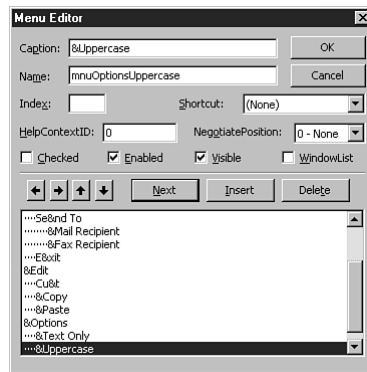 Menu Editor
Caption: &Uppercase OK
Name: mnuOptionsUppercase Cancel
Index: Shortcut: (None)
HelpContextID: 0 NegotiatePosition: 0 - None
Checked Enabled Visible WindowList
Next Insert Delete
····Se&nd To
········&Mail Recipient
········&Fax Recipient
····E&xit
&Edit
····Cu&t
····&Copy
····&Paste
&Options
····&Text Only
····&Uppercase